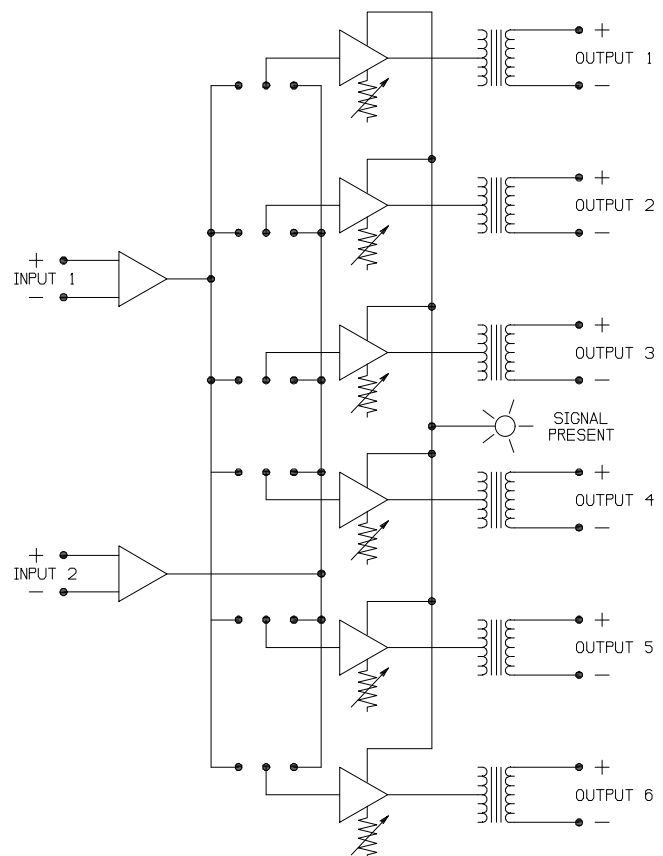 +
OUTPUT 1
−
+
OUTPUT 2
−
+
INPUT 1
−
+
OUTPUT 3
−
SIGNAL
PRESENT
+
OUTPUT 4
−
+
INPUT 2
−
+
OUTPUT 5
−
+
OUTPUT 6
−